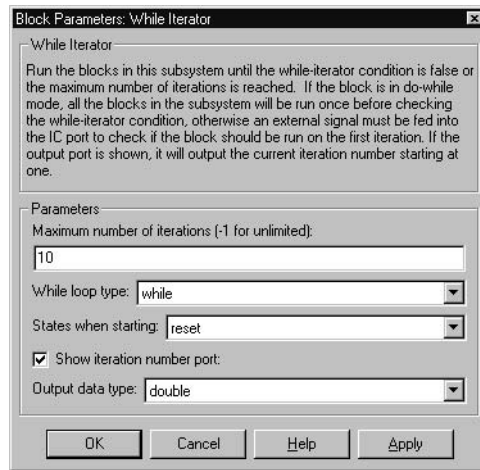 Block Parameters: While Iterator
While Iterator
Run the blocks in this subsystem until the while-iterator condition is false or
the maximum number of iterations is reached. If the block is in do-while
mode, all the blocks in the subsystem will be run once before checking
the while-iterator condition, otherwise an external signal must be fed into
the IC port to check if the block should be run on the first iteration. If the
output port is shown, it will output the current iteration number starting at
one.
Parameters
Maximum number of iterations (-1 for unlimited):
10
While loop type: while
States when starting: reset
Show iteration number port:
Output data type: double
OK Cancel Help Apply